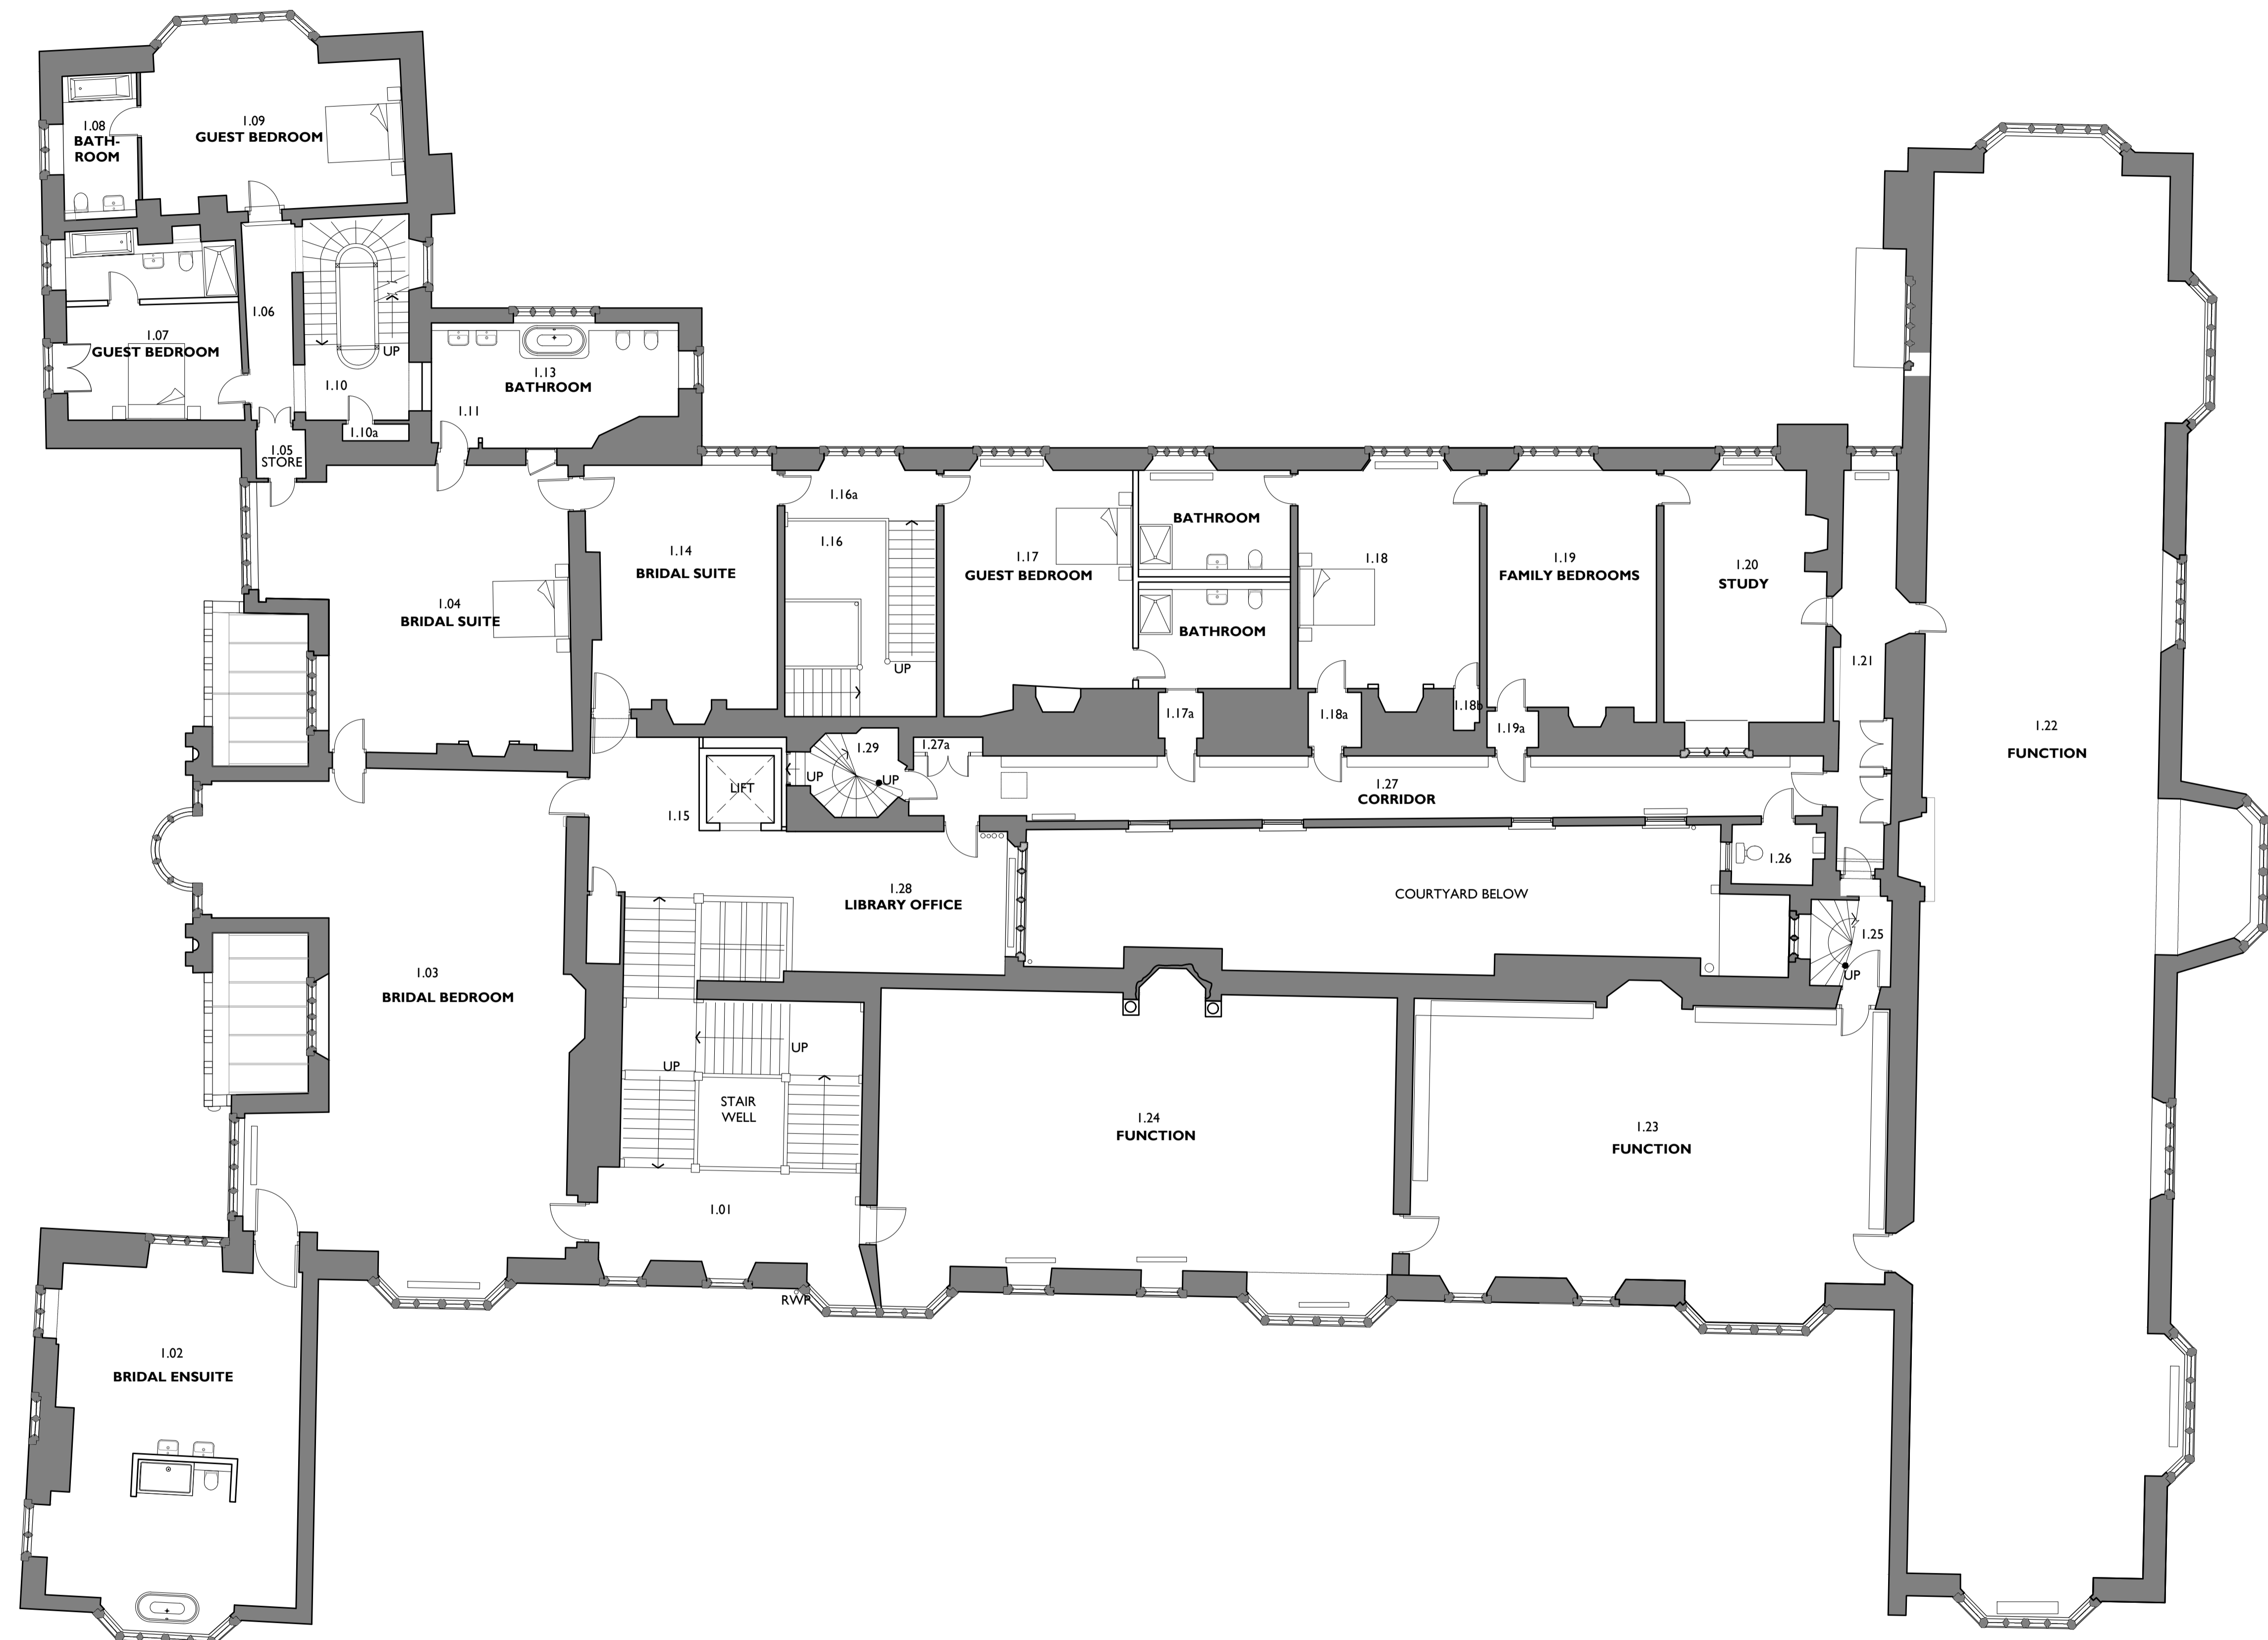 1.09
GUEST BEDROOM
1.08
BATH-
ROOM
1.06
1.07
GUEST BEDROOM
UP
1.10
1.10a
1.05
STORE
1.11
1.13
BATHROOM
1.04
BRIDAL SUITE
1.14
BRIDAL SUITE
1.16a
1.16
UP
1.17
GUEST BEDROOM
BATHROOM
BATHROOM
1.18
1.19
FAMILY BEDROOMS
1.20
STUDY
1.21
1.22
FUNCTION
1.17a
1.18a
1.18b
1.19a
1.27a
1.29
UP
UP
LIFT
1.15
1.27
CORRIDOR
1.26
1.28
LIBRARY OFFICE
COURTYARD BELOW
1.25
UP
1.03
BRIDAL BEDROOM
UP
UP
STAIR
WELL
1.24
FUNCTION
1.23
FUNCTION
1.01
RWP
1.02
BRIDAL ENSUITE